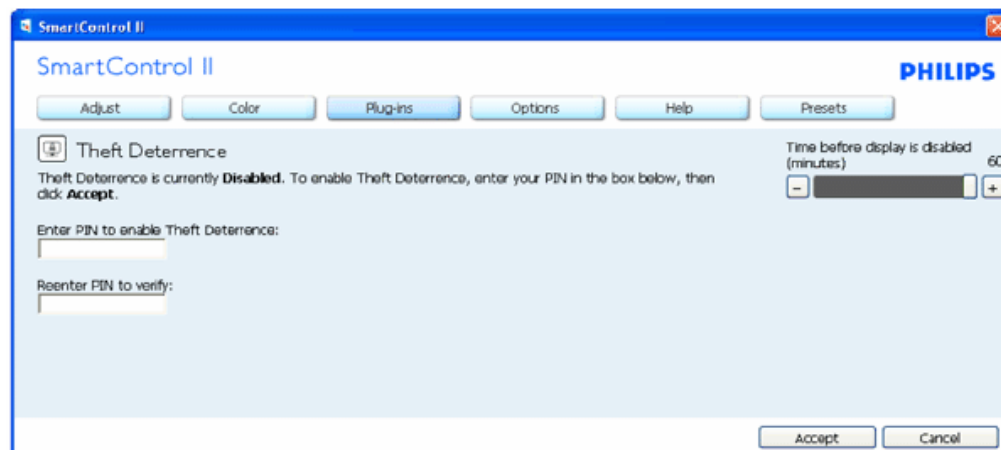 SmartControl II
SmartControl II
PHILIPS
Adjust Color Plug-ins Options Help Presets
Theft Deterrence
Theft Deterrence is currently Disabled. To enable Theft Deterrence, enter your PIN in the box below, then
click Accept.
Time before display is disabled
(minutes) 60
- +
Enter PIN to enable Theft Deterrence:
Reenter PIN to verify:
Accept Cancel